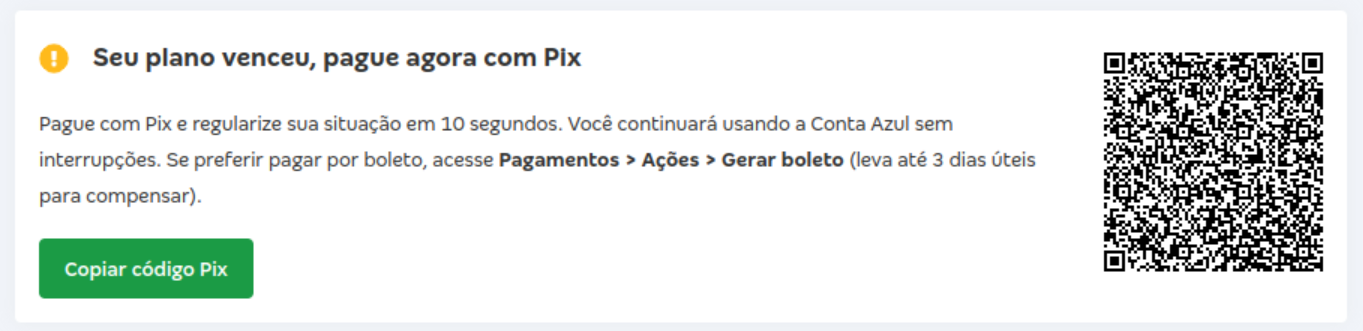 Seu plano venceu, pague agora com Pix
Pague com Pix e regularize sua situação em 10 segundos. Você continuará usando a Conta Azul sem
interrupções. Se preferir pagar por boleto, acesse Pagamentos > Ações > Gerar boleto (leva até 3 dias úteis
para compensar).
Copiar código Pix